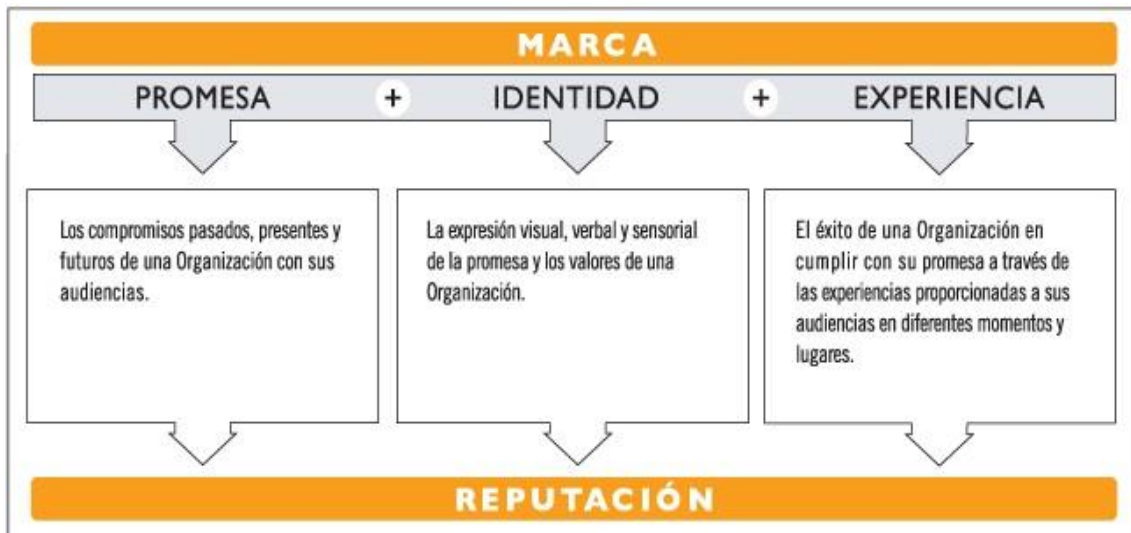 MARCA
PROMESA + IDENTIDAD + EXPERIENCIA
Los compromisos pasados, presentes y
futuros de una Organización con sus
audiencias.
La expresión visual, verbal y sensorial
de la promesa y los valores de una
Organización.
El éxito de una Organización en
cumplir con su promesa a través de
las experiencias proporcionadas a sus
audiencias en diferentes momentos y
lugares.
REPUTACIÓN